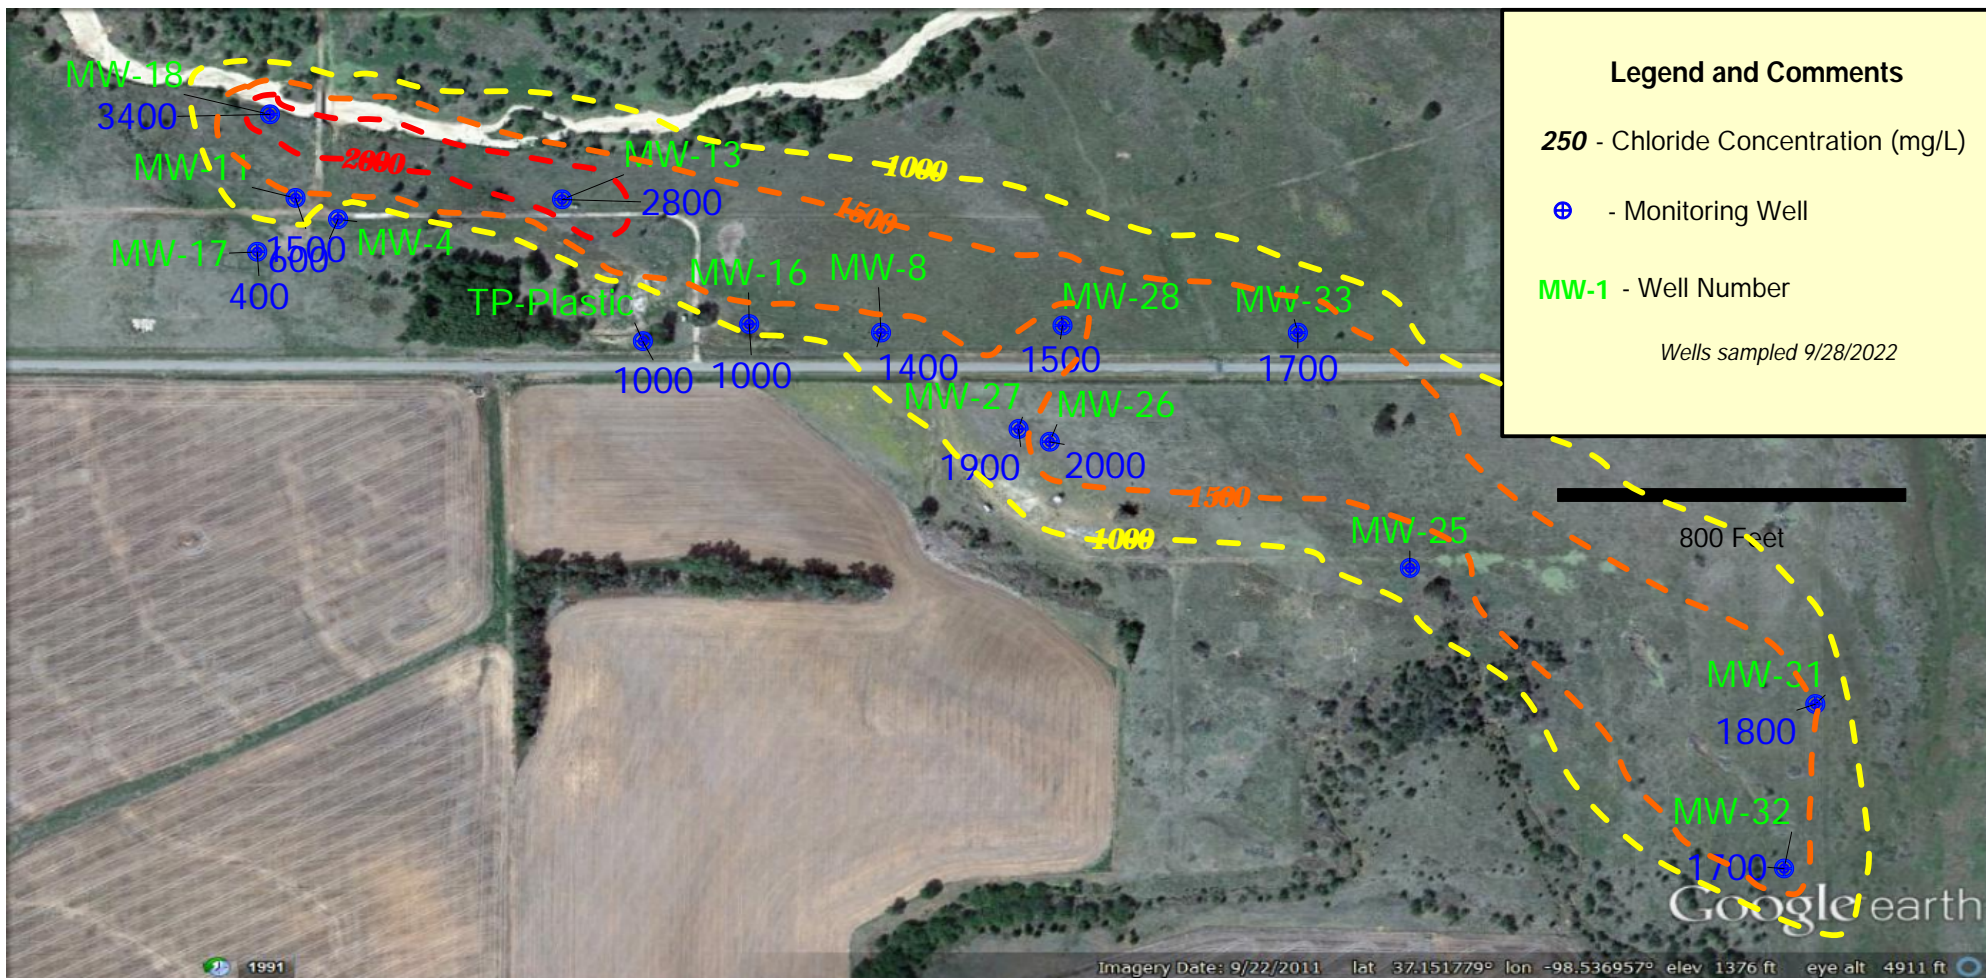 Legend and Comments
250 - Chloride Concentration (mg/L)
- Monitoring Well
MW-1 - Well Number
Wells sampled 9/28/2022
MW-18
3400
MW-11
1500
2000
MW-13
2800
MW-4
600
MW-17
400
1000
1500
TP-Plastic
1000
MW-16
1000
MW-8
1400
MW-28
1500
MW-33
1700
MW-27
1900
MW-26
2000
1500
1000
MW-25
800 Feet
MW-31
1800
MW-32
1700
Google earth
1991
Imagery Date: 9/22/2011 lat 37.151779° lon -98.536957° elev 1376 ft eye alt 4911 ft